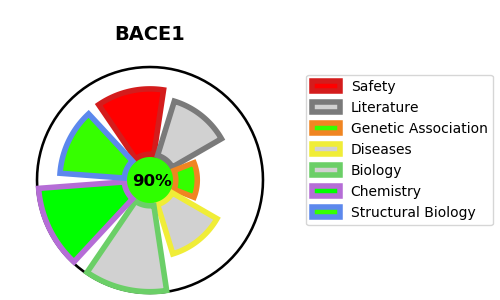 BACE1
90%
Safety
Literature
Genetic Association
Diseases
Biology
Chemistry
Structural Biology